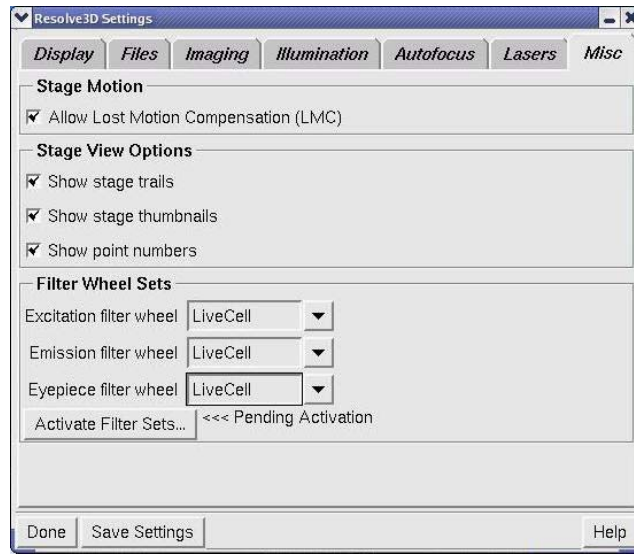 Resolve3D Settings
Display Files Imaging Illumination Autofocus Lasers Misc
Stage Motion
Allow Lost Motion Compensation (LMC)
Stage View Options
Show stage trails
Show stage thumbnails
Show point numbers
Filter Wheel Sets
Excitation filter wheel LiveCell
Emission filter wheel LiveCell
Eyepiece filter wheel LiveCell
Activate Filter Sets... <<< Pending Activation
Done Save Settings Help